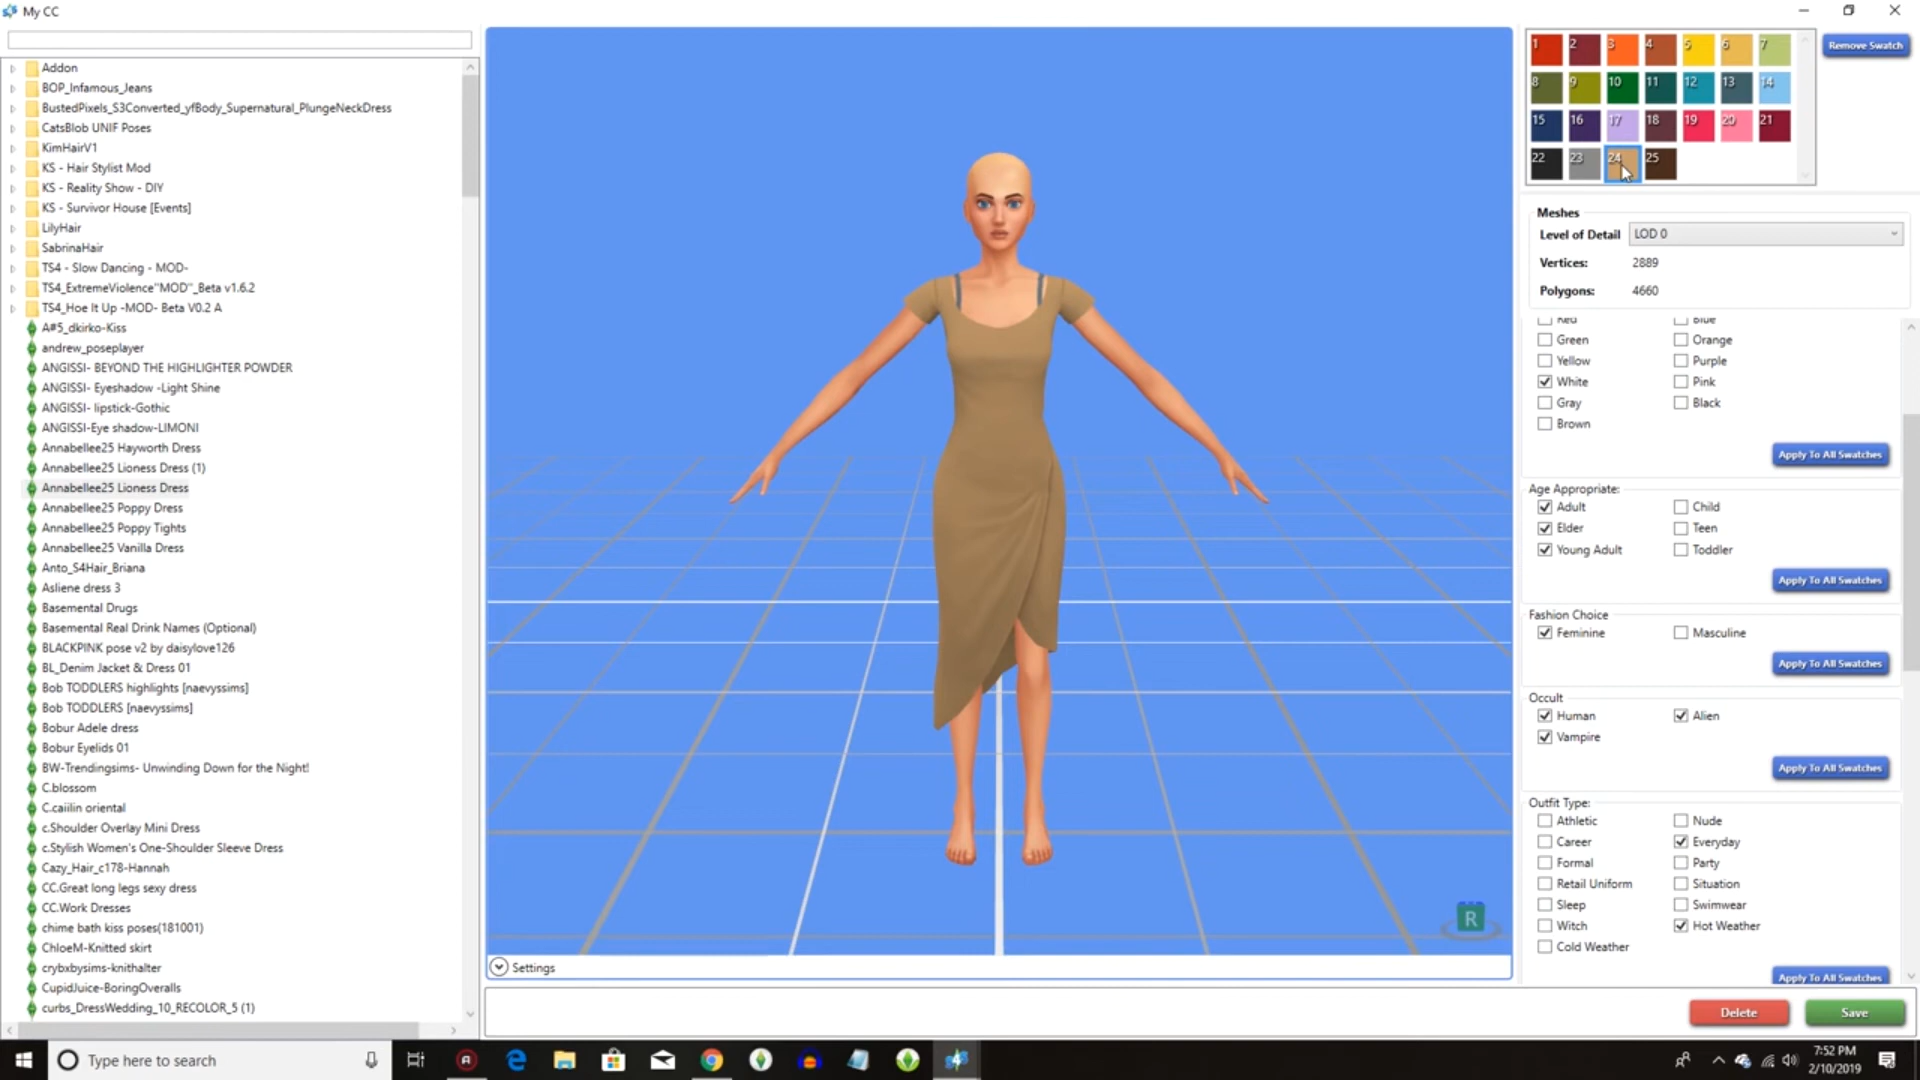 My CC
Addon
BOP_Infamous_Jeans
BustedPixels_S3Converted_yfBody_Supernatural_PlungeNeckDress
CatsBlob UNIF Poses
KimHairV1
KS - Hair Stylist Mod
KS - Reality Show - DIY
KS - Survivor House [Events]
LilyHair
SabrinaHair
TS4 - Slow Dancing - MOD-
TS4_ExtremeViolence"MOD"_Beta v1.6.2
TS4_Hoe It Up -MOD- Beta V0.2 A
A#5_dkirko-Kiss
andrew_poseplayer
ANGISSI- BEYOND THE HIGHLIGHTER POWDER
ANGISSI- Eyeshadow -Light Shine
ANGISSI- lipstick-Gothic
ANGISSI-Eye shadow-LIMONI
Annabellee25 Hayworth Dress
Annabellee25 Lioness Dress (1)
Annabellee25 Lioness Dress
Annabellee25 Poppy Dress
Annabellee25 Poppy Tights
Annabellee25 Vanilla Dress
Anto_S4Hair_Briana
Asliene dress 3
Basemental Drugs
Basemental Real Drink Names (Optional)
BLACKPINK pose v2 by daisylove126
BL_Denim Jacket & Dress 01
Bob TODDLERS highlights [naevyssims]
Bob TODDLERS [naevyssims]
Bobur Adele dress
Bobur Eyelids 01
BW-Trendingsims- Unwinding Down for the Night!
C.blossom
C.caiilin oriental
c.Shoulder Overlay Mini Dress
c.Stylish Women's One-Shoulder Sleeve Dress
Cazy_Hair_c178-Hannah
CC.Great long legs sexy dress
CC.Work Dresses
chime bath kiss poses(181001)
ChloeM-Knitted skirt
crybxbysims-knithalter
CupidJuice-BoringOveralls
curbs_DressWedding_10_RECOLOR_5 (1)
R
Settings
1 2 3 4 5 6 7
8 9 10 11 12 13 14
15 16 17 18 19 20 21
22 23 24 25
Remove Swatch
Meshes
Level of Detail LOD 0
Vertices: 2889
Polygons: 4660
Red Blue
Green Orange
Yellow Purple
White Pink
Gray Black
Brown
Apply To All Swatches
Age Appropriate:
Adult Child
Elder Teen
Young Adult Toddler
Apply To All Swatches
Fashion Choice
Feminine Masculine
Apply To All Swatches
Occult
Human Alien
Vampire
Apply To All Swatches
Outfit Type:
Athletic Nude
Career Everyday
Formal Party
Retail Uniform Situation
Sleep Swimwear
Witch Hot Weather
Cold Weather
Apply To All Swatches
Delete Save
Type here to search
7:52 PM
2/10/2019